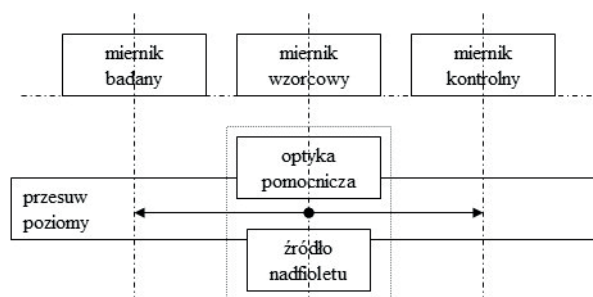 miernik
badany
miernik
wzorcowy
miernik
kontrolny
optyka
pomocnicza
przesuw
poziomy
źródło
nadfioletu